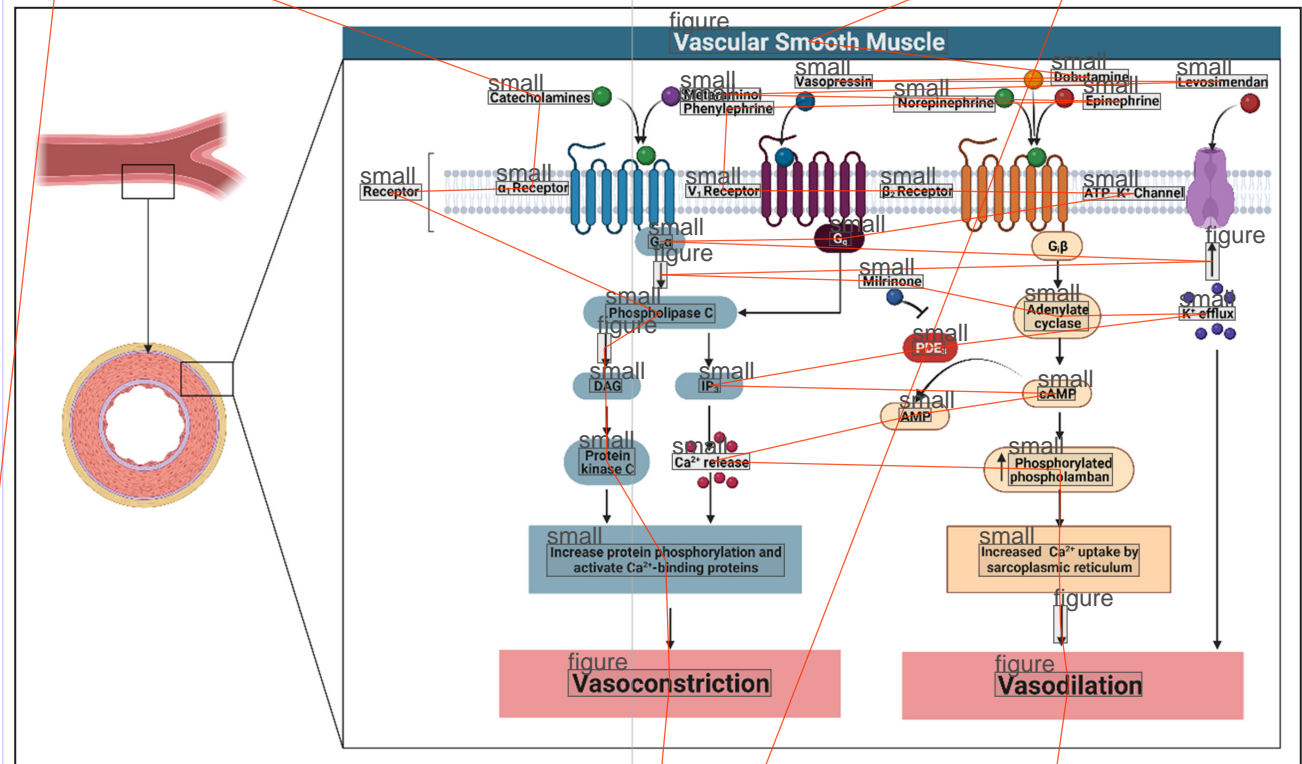 figure
Vascular Smooth Muscle
small
Catecholamines
small
Metaraminol
Phenylephrine
small
Vasopressin
small
Norepinephrine
small
Dobutamine
small
Epinephrine
small
Levosimendan
small
Receptor
small
α₁ Receptor
small
V₁ Receptor
small
β₂ Receptor
small
ATP K⁺ Channel
small
small
Gq
Gᵢβ
figure
figure
small
Milrinone
small
Phospholipase C
small
Adenylate
cyclase
small
K⁺ efflux
figure
small
PDE₃
small
DAG
small
IP₃
small
cAMP
small
AMP
small
Protein
kinase C
small
Ca²⁺ release
small
Phosphorylated
phospholamban
small
Increase protein phosphorylation and
activate Ca²⁺-binding proteins
small
Increased Ca²⁺ uptake by
sarcoplasmic reticulum
figure
figure
Vasoconstriction
figure
Vasodilation